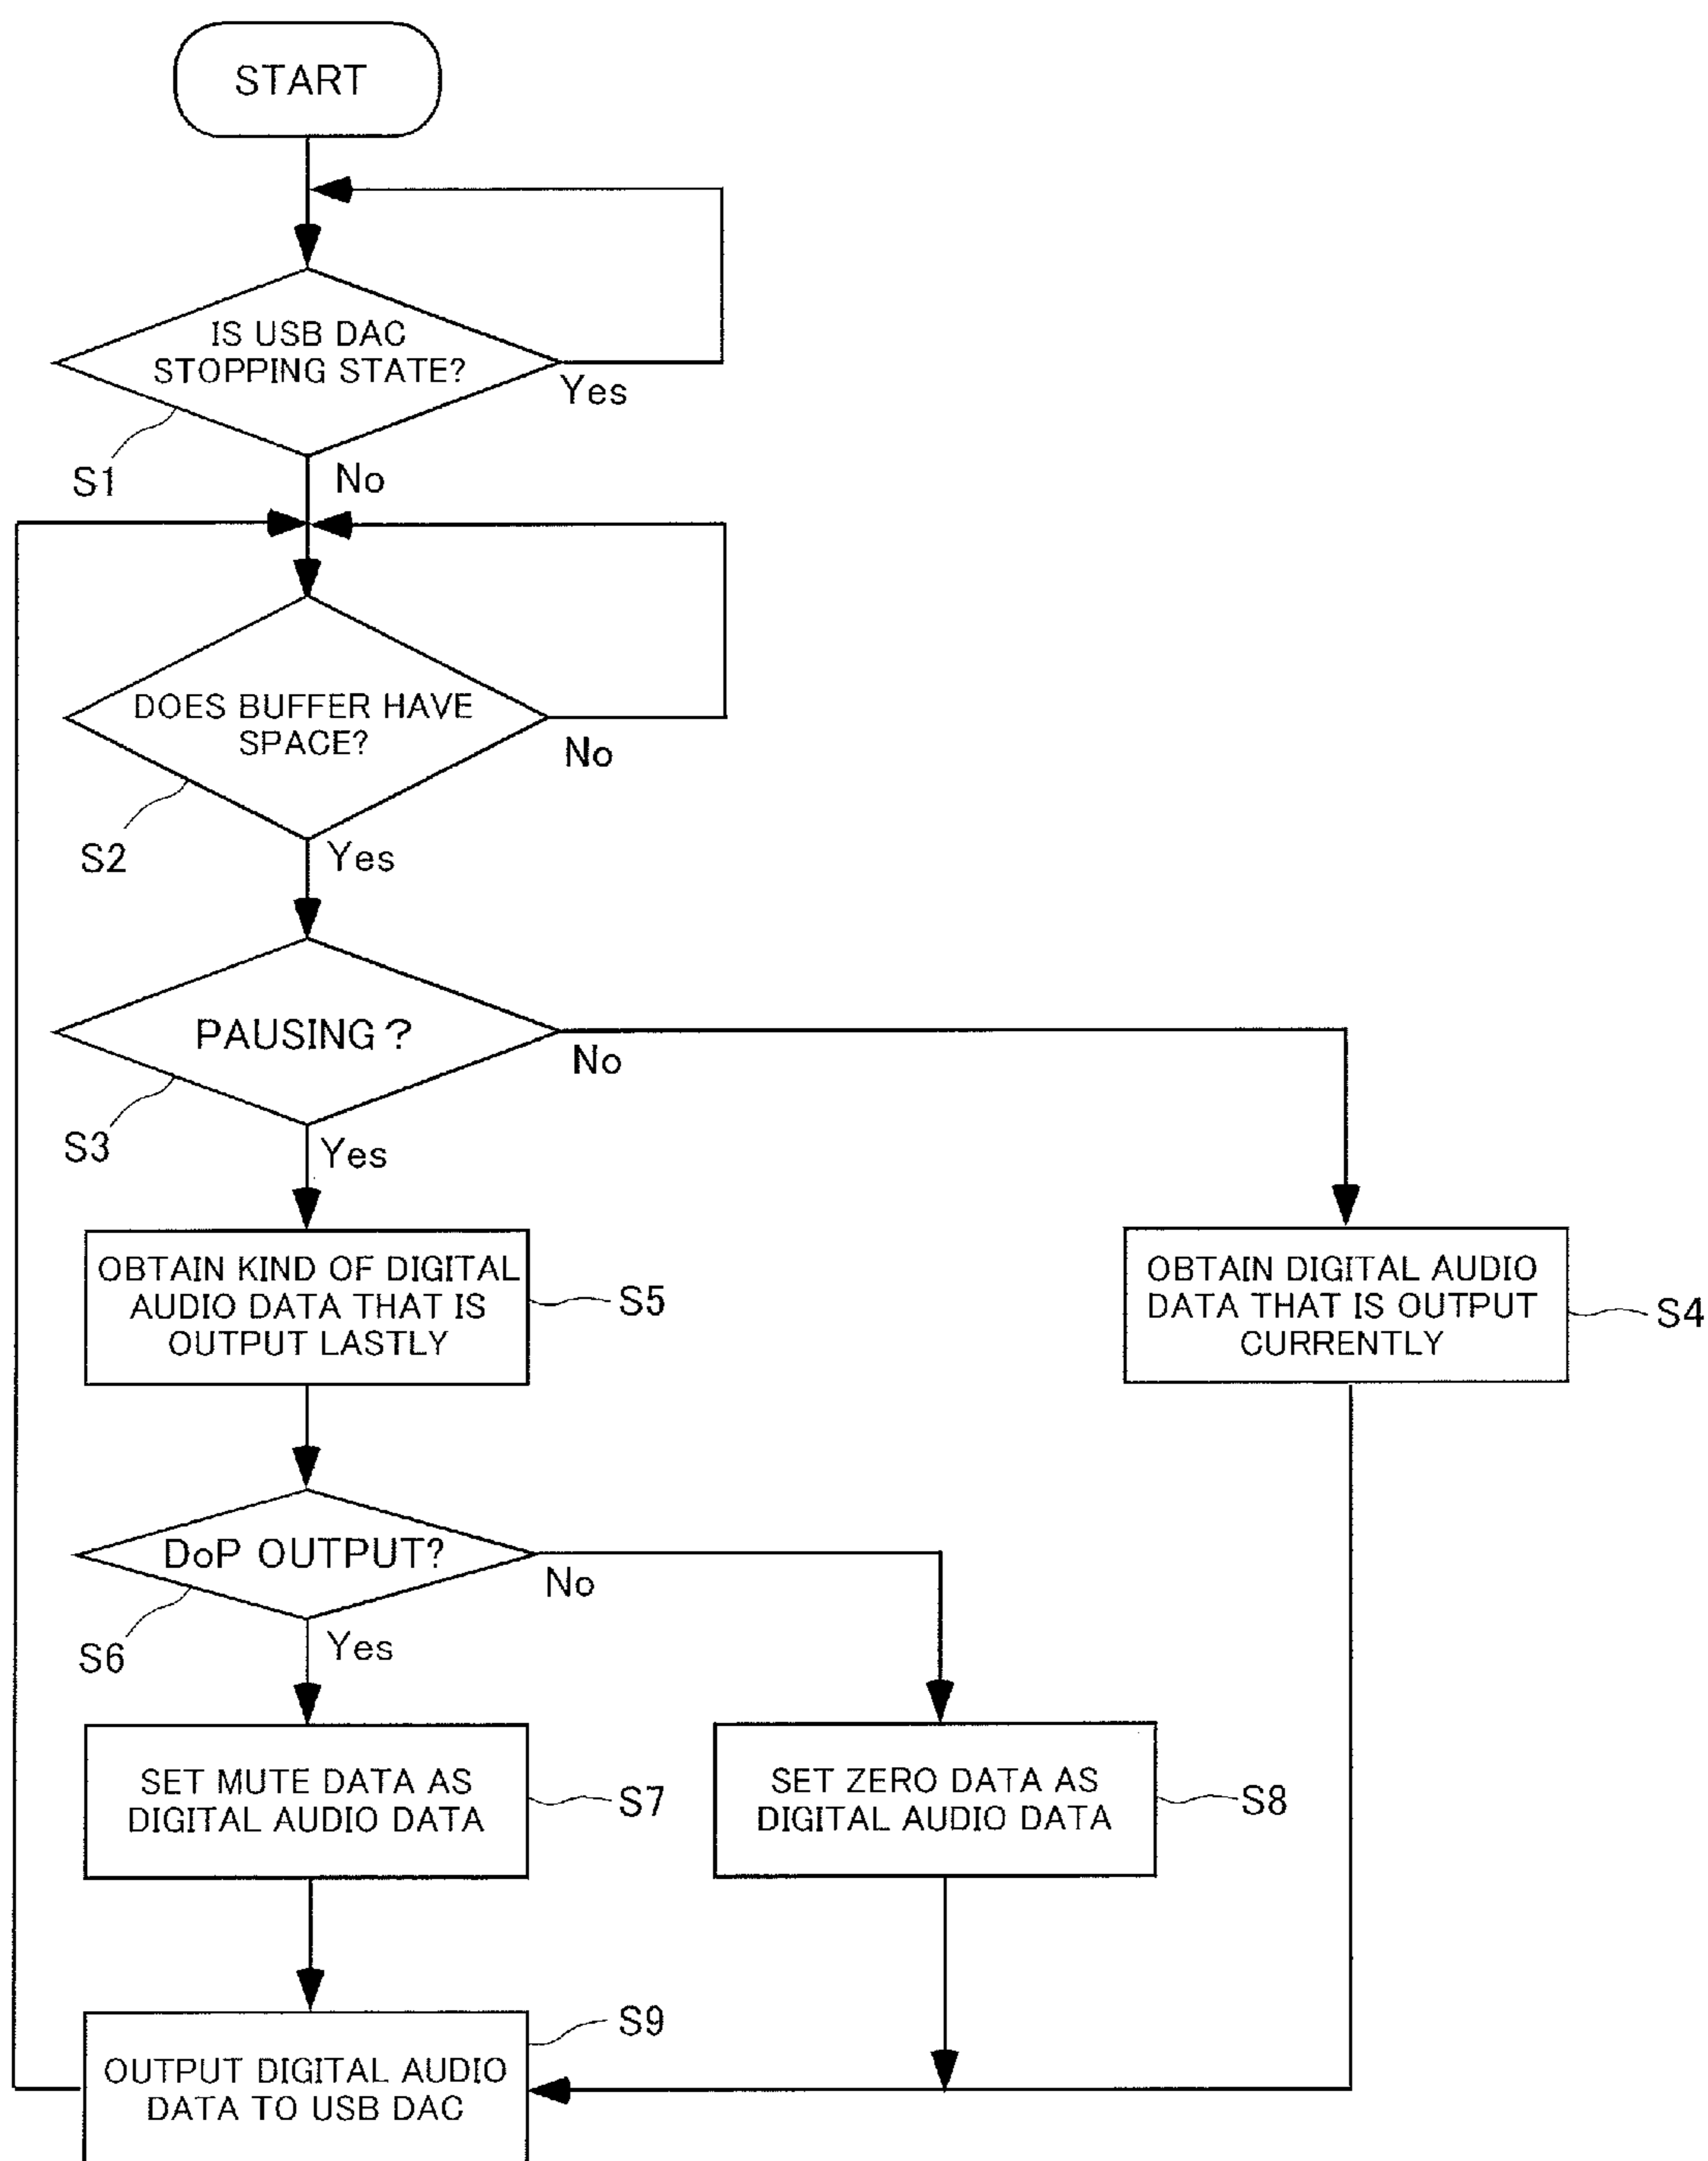 START
IS USB DAC
STOPPING STATE?
Yes
S1
No
DOES BUFFER HAVE
SPACE?
No
S2
Yes
PAUSING?
No
S3
Yes
OBTAIN KIND OF DIGITAL
AUDIO DATA THAT IS
OUTPUT LASTLY
S5
OBTAIN DIGITAL AUDIO
DATA THAT IS OUTPUT
CURRENTLY
S4
DoP OUTPUT?
No
S6
Yes
SET MUTE DATA AS
DIGITAL AUDIO DATA
S7
SET ZERO DATA AS
DIGITAL AUDIO DATA
S8
S9
OUTPUT DIGITAL AUDIO
DATA TO USB DAC